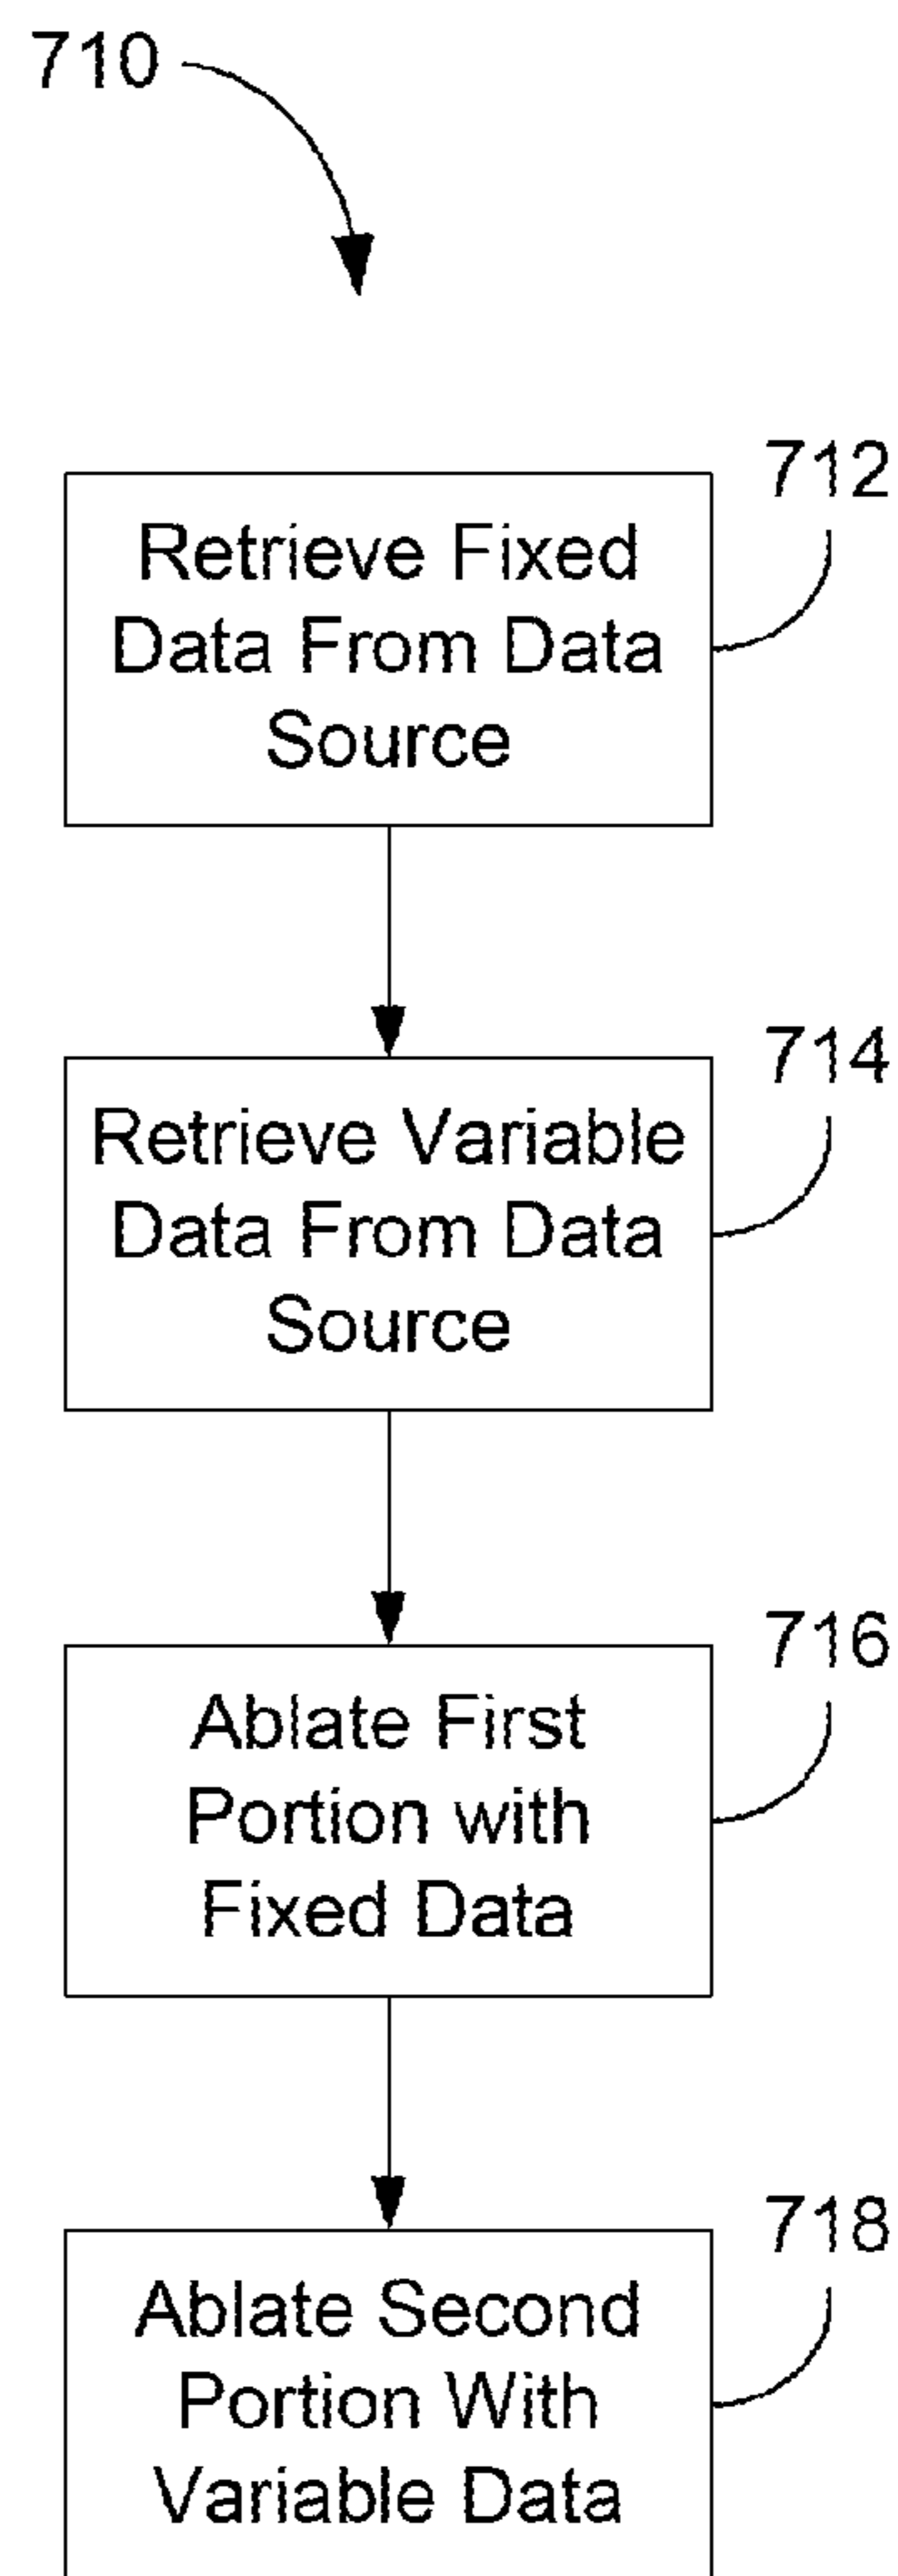 710
712
Retrieve Fixed
Data From Data
Source
714
Retrieve Variable
Data From Data
Source
716
Ablate First
Portion with
Fixed Data
718
Ablate Second
Portion With
Variable Data